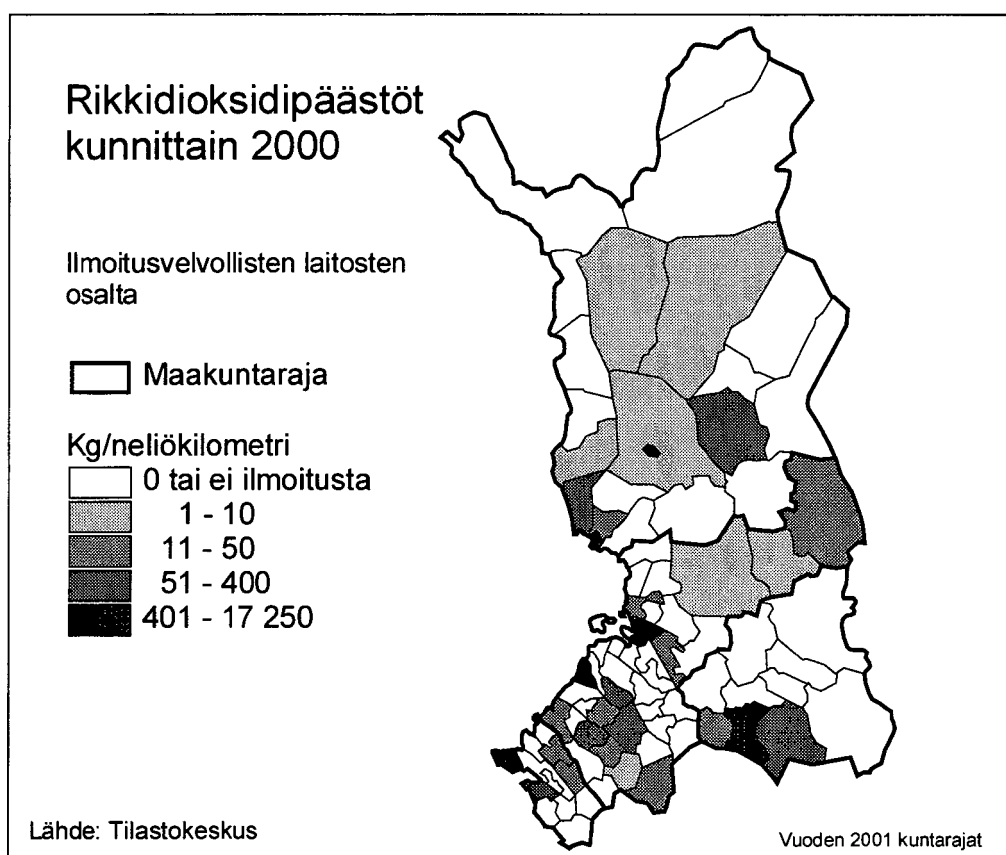 Rikkidioksidipäästöt
kunnittain 2000
Ilmoitusvelvollisten laitosten
osalta
Maakuntaraja
Kg/neliökilometri
0 tai ei ilmoitusta
1 - 10
11 - 50
51 - 400
401 - 17 250
Lähde: Tilastokeskus
Vuoden 2001 kuntarajat